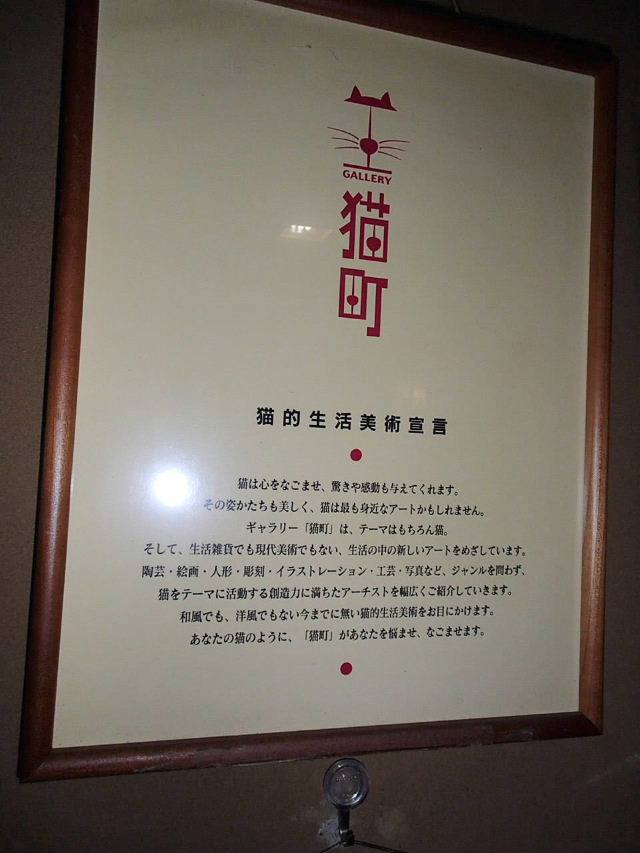 GALLERY
猫町
猫的生活美術宣言
猫は心をなごませ、驚きや感動も与えてくれます。
その姿かたちも美しく、猫は最も身近なアートかもしれません。
ギャラリー「猫町」は、テーマはもちろん猫。
そして、生活雑貨でも現代美術でもない、生活の中の新しいアートをめざしています。
陶芸・絵画・人形・彫刻・イラストレーション・工芸・写真など、ジャンルを問わず、
猫をテーマに活動する創造力に満ちたアーチストを幅広くご紹介していきます。
和風でも、洋風でもない今までに無い猫的生活美術をお目にかけます。
あなたの猫のように、「猫町」があなたを悩ませ、なごませます。